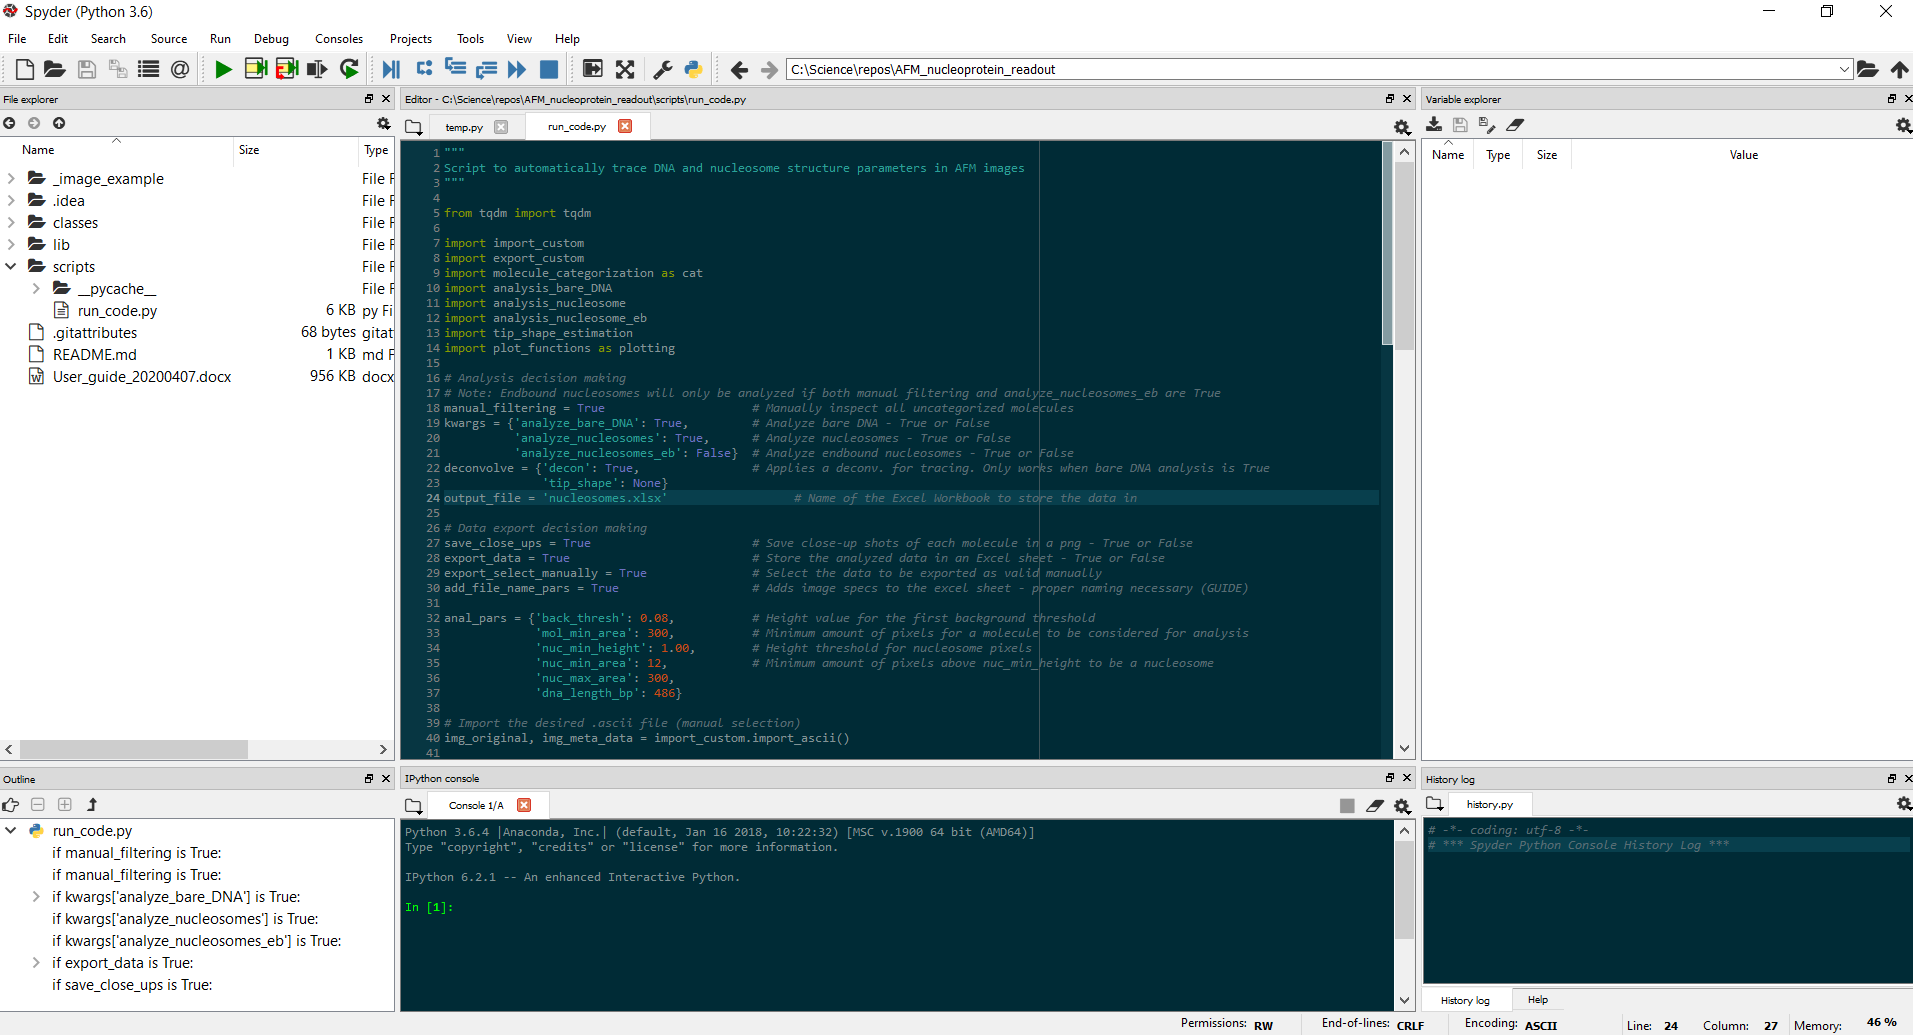 Spyder (Python 3.6)
File Edit Search Source Run Debug Consoles Projects Tools View Help
C:\Science\repos\AFM_nucleoprotein_readout
File explorer
Name Size Type
_image_example File F
.idea File F
classes File F
lib File F
scripts File F
__pycache__ File F
run_code.py 6 KB py Fi
.gitattributes 68 bytes gitat
README.md 1 KB md F
User_guide_20200407.docx 956 KB docx
Outline
run_code.py
if manual_filtering is True:
if manual_filtering is True:
if kwargs['analyze_bare_DNA'] is True:
if kwargs['analyze_nucleosomes'] is True:
if kwargs['analyze_nucleosomes_eb'] is True:
if export_data is True:
if save_close_ups is True:
Editor - C:\Science\repos\AFM_nucleoprotein_readout\scripts\run_code.py
temp.py run_code.py
1 """
2 Script to automatically trace DNA and nucleosome structure parameters in AFM images
3 """
4
5 from tqdm import tqdm
6
7 import import_custom
8 import export_custom
9 import molecule_categorization as cat
10 import analysis_bare_DNA
11 import analysis_nucleosome
12 import analysis_nucleosome_eb
13 import tip_shape_estimation
14 import plot_functions as plotting
15
16 # Analysis decision making
17 # Note: Endbound nucleosomes will only be analyzed if both manual filtering and analyze_nucleosomes_eb are True
18 manual_filtering = True # Manually inspect all uncategorized molecules
19 kwargs = {'analyze_bare_DNA': True, # Analyze bare DNA - True or False
20 'analyze_nucleosomes': True, # Analyze nucleosomes - True or False
21 'analyze_nucleosomes_eb': False} # Analyze endbound nucleosomes - True or False
22 deconvolve = {'decon': True, # Applies a deconv. for tracing. Only works when bare DNA analysis is True
23 'tip_shape': None}
24 output_file = 'nucleosomes.xlsx' # Name of the Excel Workbook to store the data in
25
26 # Data export decision making
27 save_close_ups = True # Save close-up shots of each molecule in a png - True or False
28 export_data = True # Store the analyzed data in an Excel sheet - True or False
29 export_select_manually = True # Select the data to be exported as valid manually
30 add_file_name_pars = True # Adds image specs to the excel sheet - proper naming necessary (GUIDE)
31
32 anal_pars = {'back_thresh': 0.08, # Height value for the first background threshold
33 'mol_min_area': 300, # Minimum amount of pixels for a molecule to be considered for analysis
34 'nuc_min_height': 1.00, # Height threshold for nucleosome pixels
35 'nuc_min_area': 12, # Minimum amount of pixels above nuc_min_height to be a nucleosome
36 'nuc_max_area': 300,
37 'dna_length_bp': 486}
38
39 # Import the desired .ascii file (manual selection)
40 img_original, img_meta_data = import_custom.import_ascii()
41
IPython console
Console 1/A
Python 3.6.4 |Anaconda, Inc.| (default, Jan 16 2018, 10:22:32) [MSC v.1900 64 bit (AMD64)]
Type "copyright", "credits" or "license" for more information.
IPython 6.2.1 -- An enhanced Interactive Python.
In [1]:
Variable explorer
Name Type Size Value
History log
history.py
# -*- coding: utf-8 -*-
# *** Spyder Python Console History Log ***
History log Help
Permissions: RW End-of-lines: CRLF Encoding: ASCII Line: 24 Column: 27 Memory: 46 %